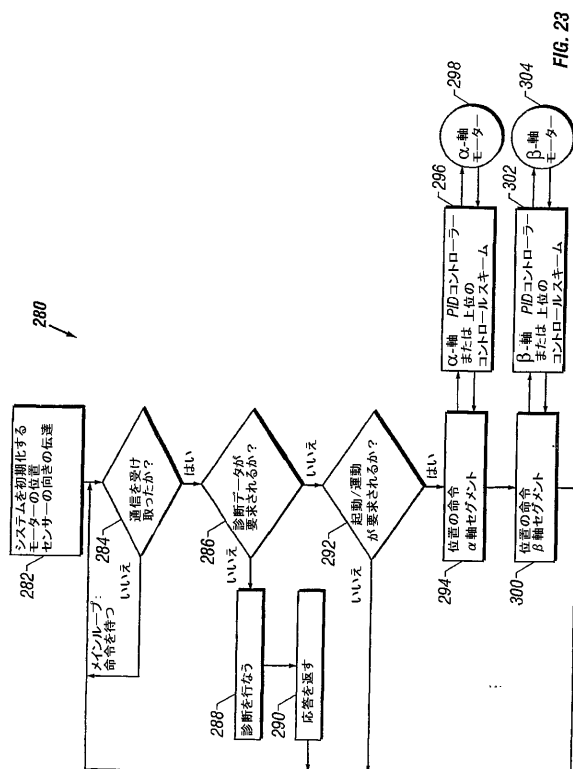 280
システムを初期化する
モーターの位置
センサーの向きの伝達
282
メインループ：
命令を待つ
通信を受け
取ったか？
284
いいえ
はい
診断データが
要求されるか？
286
いいえ
いいえ
診断を行なう
288
応答を返す
290
起動/運動
が要求されるか？
292
いいえ
はい
位置の命令
α軸セグメント
294
α-軸 PIDコントローラー
または 上位の
コントロールスキーム
296
α-軸
モーター
298
位置の命令
β軸セグメント
300
β-軸 PIDコントローラー
または 上位の
コントロールスキーム
302
β-軸
モーター
304
FIG. 23